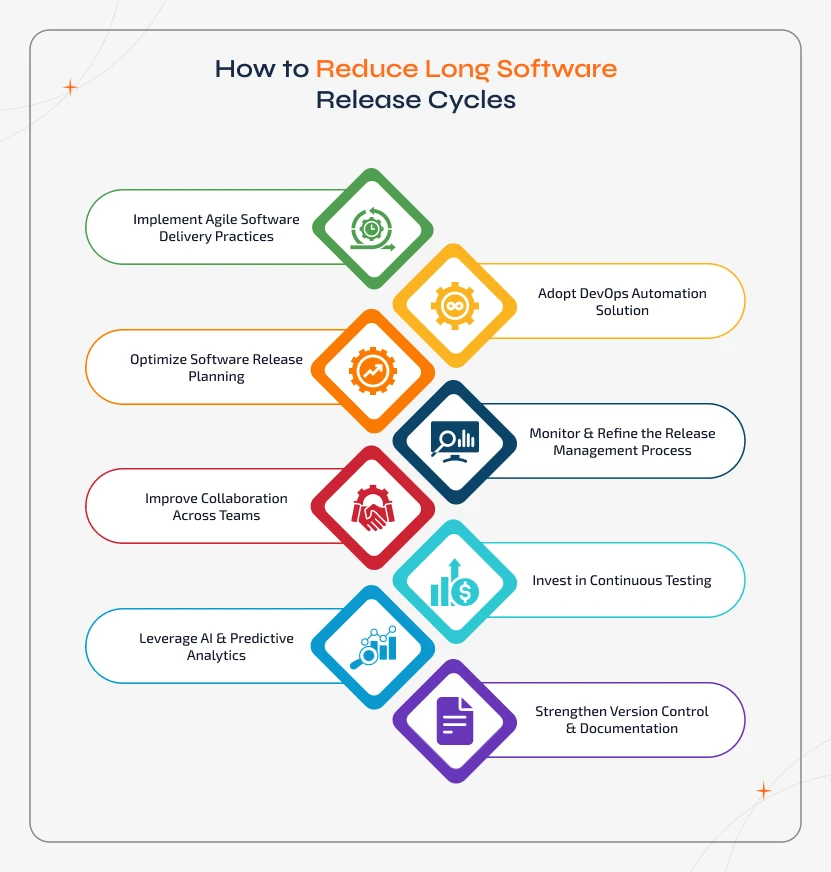 How to Reduce Long Software
Release Cycles
Implement Agile Software
Delivery Practices
Adopt DevOps Automation
Solution
Optimize Software Release
Planning
Monitor & Refine the Release
Management Process
Improve Collaboration
Across Teams
Invest in Continuous Testing
Leverage AI & Predictive
Analytics
Strengthen Version Control
& Documentation